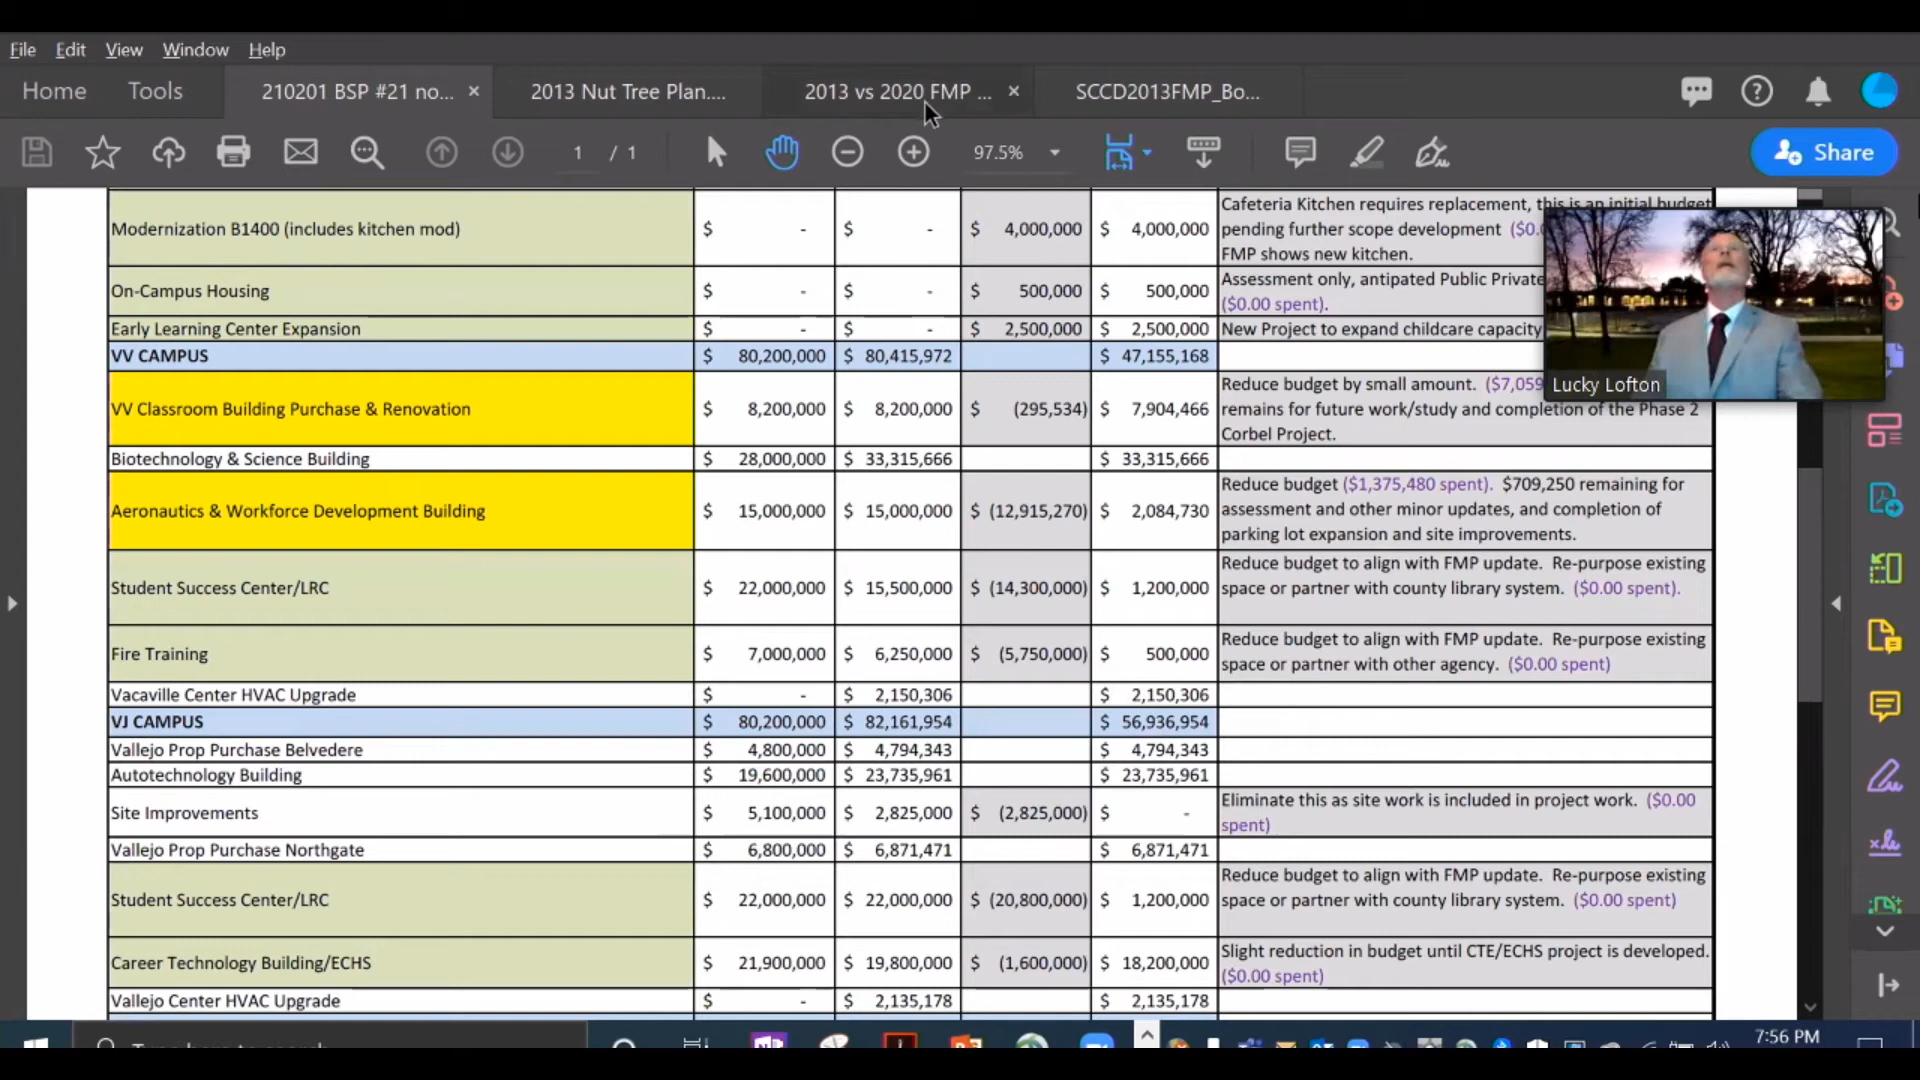 File Edit View Window Help
Home Tools 210201 BSP #21 no... × 2013 Nut Tree Plan.... 2013 vs 2020 FMP ... × SCCD2013FMP_Bo...
1 / 1 97.5% Share
Modernization B1400 (includes kitchen mod) $ - $ - $ 4,000,000 $ 4,000,000
Cafeteria Kitchen requires replacement, this is an initial budget
pending further scope development ($0.
FMP shows new kitchen.
On-Campus Housing $ - $ - 500,000 $ 500,000
Assessment only, antipated Public Private
($0.00 spent).
Early Learning Center Expansion $ - $ - $ 2,500,000 $ 2,500,000 New Project to expand childcare capacity
VV CAMPUS $ 80,200,000 $ 80,415,972 $ 47,155,168
VV Classroom Building Purchase & Renovation $ 8,200,000 $ 8,200,000 $ (295,534) $ 7,904,466
Reduce budget by small amount. ($7,059
remains for future work/study and completion of the Phase 2
Corbel Project.
Lucky Lofton
Biotechnology & Science Building $ 28,000,000 $ 33,315,666 $ 33,315,666
Aeronautics & Workforce Development Building $ 15,000,000 $ 15,000,000 $ (12,915,270) $ 2,084,730
Reduce budget ($1,375,480 spent). $709,250 remaining for
assessment and other minor updates, and completion of
parking lot expansion and site improvements.
Student Success Center/LRC $ 22,000,000 $ 15,500,000 $ (14,300,000) $ 1,200,000
Reduce budget to align with FMP update. Re-purpose existing
space or partner with county library system. ($0.00 spent).
Fire Training $ 7,000,000 $ 6,250,000 $ (5,750,000) $ 500,000
Reduce budget to align with FMP update. Re-purpose existing
space or partner with other agency. ($0.00 spent)
Vacaville Center HVAC Upgrade $ - $ 2,150,306 $ 2,150,306
VJ CAMPUS $ 80,200,000 $ 82,161,954 $ 56,936,954
Vallejo Prop Purchase Belvedere $ 4,800,000 $ 4,794,343 $ 4,794,343
Autotechnology Building $ 19,600,000 $ 23,735,961 $ 23,735,961
Site Improvements $ 5,100,000 $ 2,825,000 $ (2,825,000) $ -
Eliminate this as site work is included in project work. ($0.00
spent)
Vallejo Prop Purchase Northgate $ 6,800,000 $ 6,871,471 $ 6,871,471
Student Success Center/LRC $ 22,000,000 $ 22,000,000 $ (20,800,000) $ 1,200,000
Reduce budget to align with FMP update. Re-purpose existing
space or partner with county library system. ($0.00 spent)
Career Technology Building/ECHS $ 21,900,000 $ 19,800,000 $ (1,600,000) $ 18,200,000
Slight reduction in budget until CTE/ECHS project is developed.
($0.00 spent)
Vallejo Center HVAC Upgrade $ - $ 2,135,178 $ 2,135,178
7:56 PM